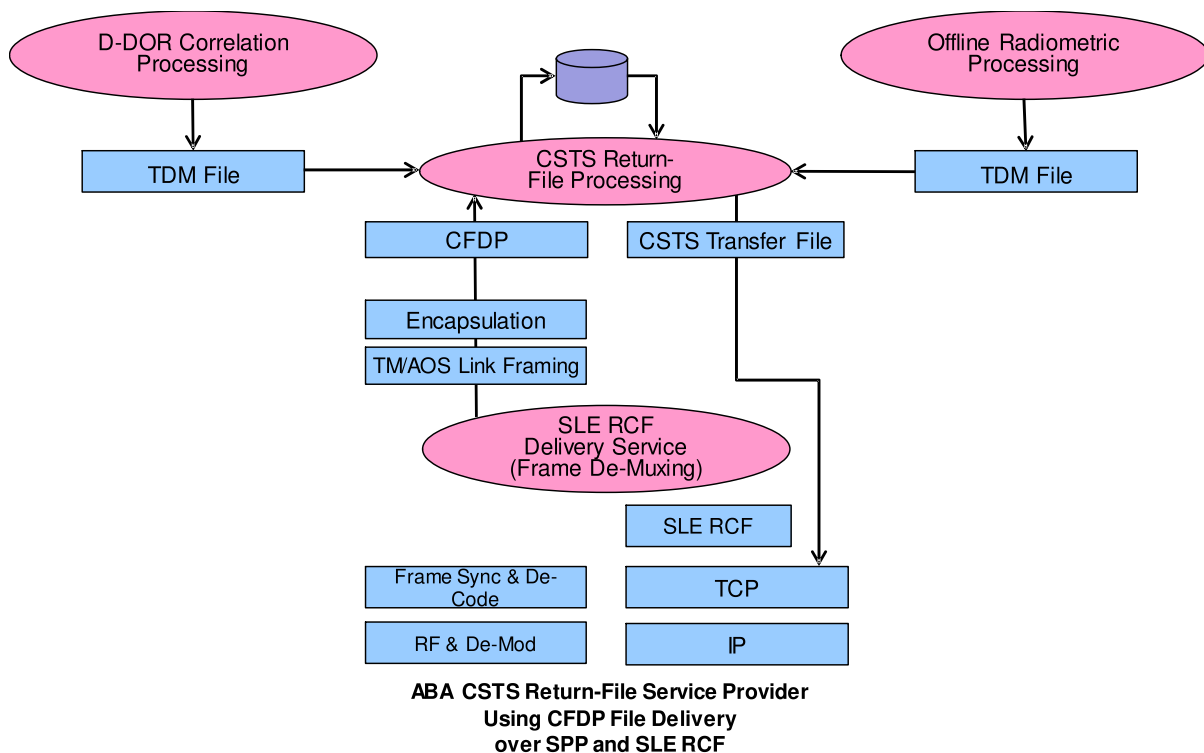 D-DOR Correlation
Processing
Offline Radiometric
Processing
TDM File
CSTS Return-
File Processing
TDM File
CFDP
CSTS Transfer File
Encapsulation
TM/AOS Link Framing
SLE RCF
Delivery Service
(Frame De-Muxing)
SLE RCF
Frame Sync & De-
Code
TCP
RF & De-Mod
IP
ABA CSTS Return-File Service Provider
Using CFDP File Delivery
over SPP and SLE RCF